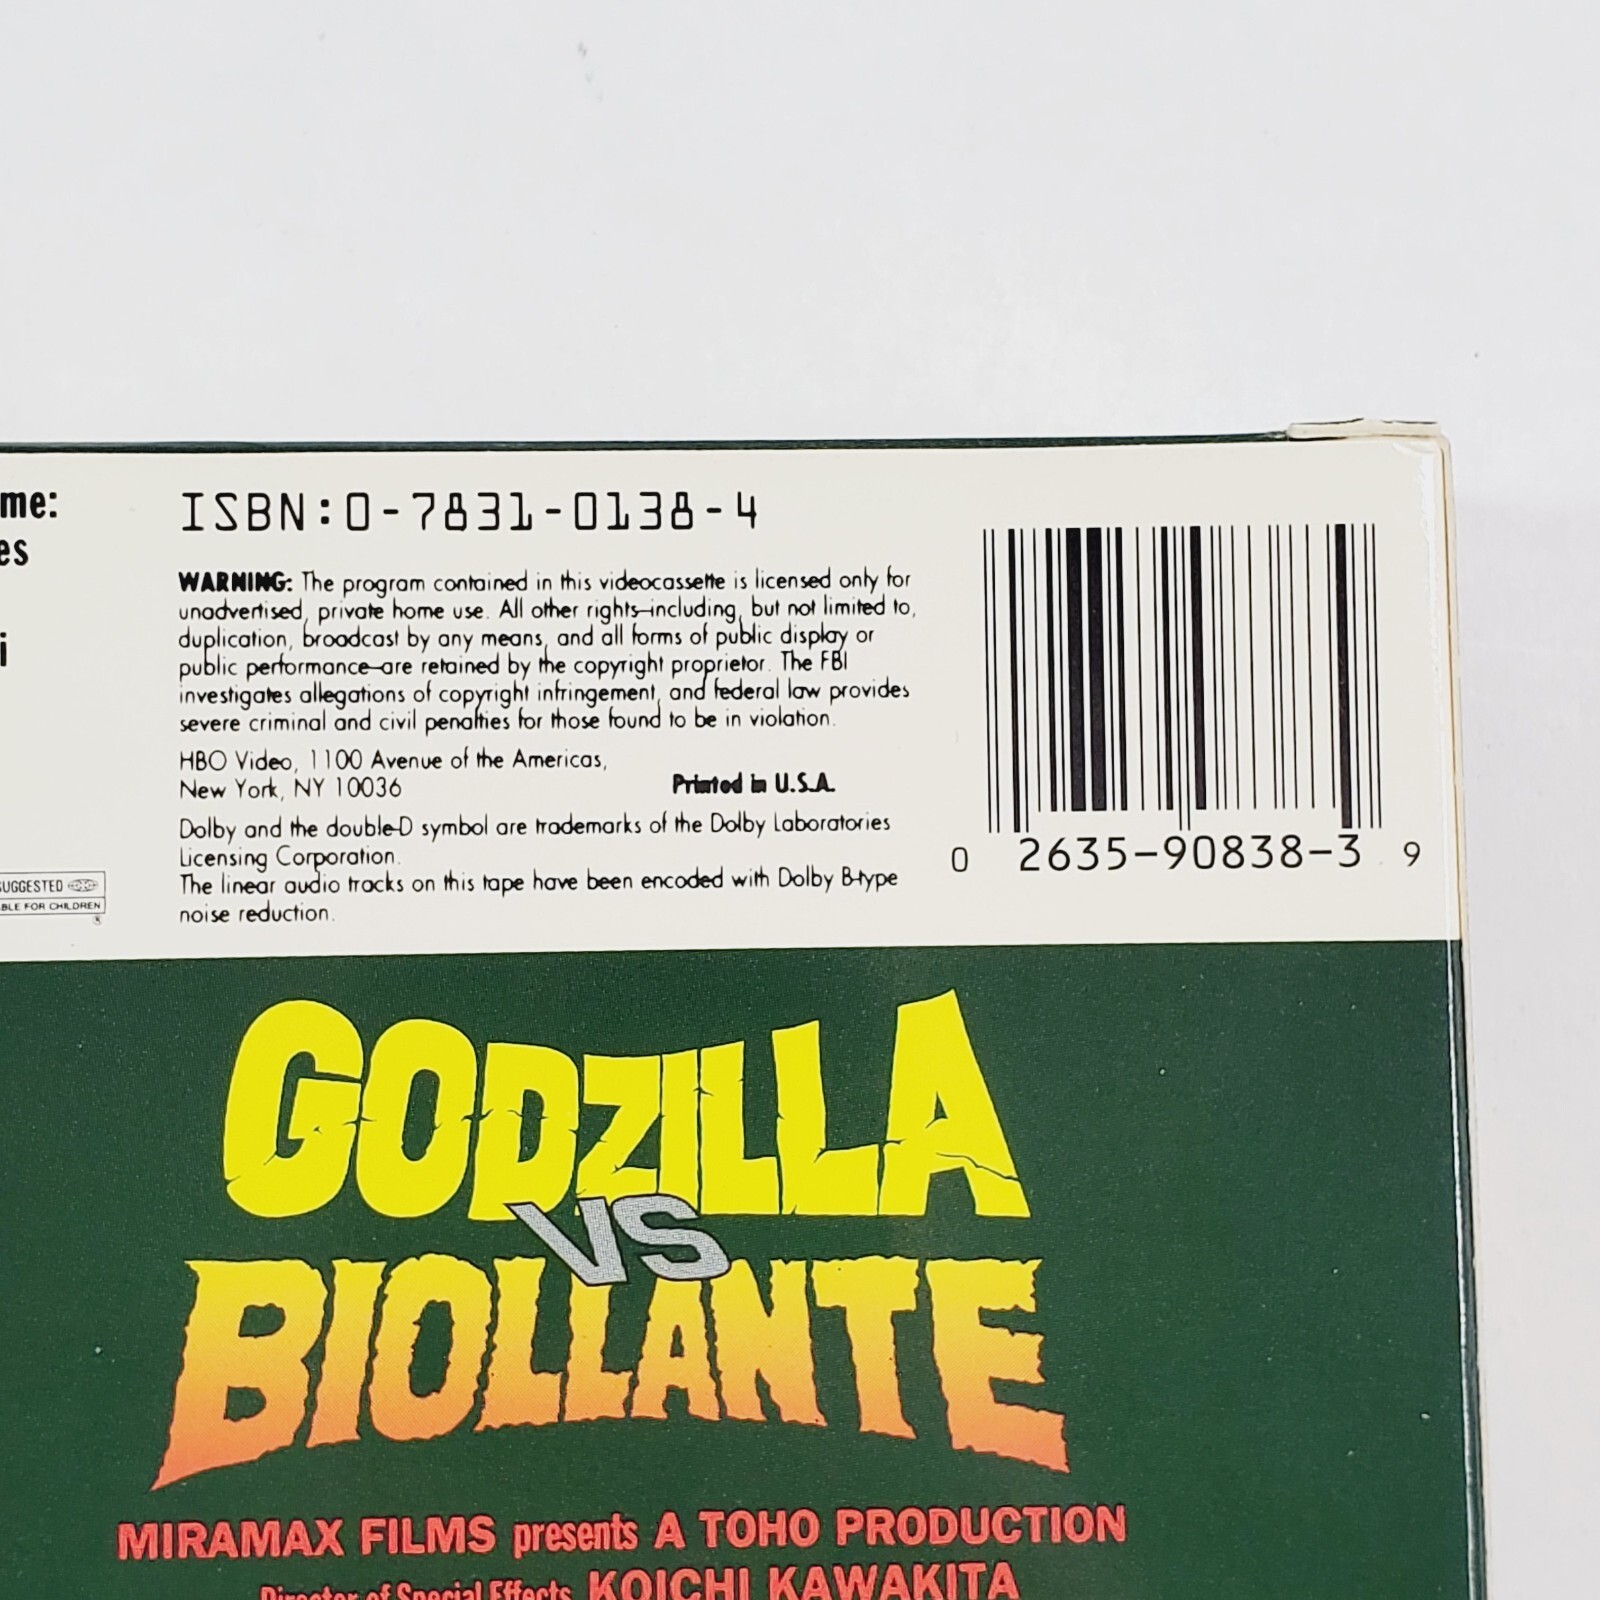 me:
es
i
SUGGESTED
BLE FOR CHILDREN
®
ISBN:0-7831-0138-4
WARNING: The program contained in this videocassette is licensed only for
unadvertised, private home use. All other rights—including, but not limited to,
duplication, broadcast by any means, and all forms of public display or
public performance—are retained by the copyright proprietor. The FBI
investigates allegations of copyright infringement, and federal law provides
severe criminal and civil penalties for those found to be in violation.
HBO Video, 1100 Avenue of the Americas,
New York, NY 10036
Printed in U.S.A.
Dolby and the double-D symbol are trademarks of the Dolby Laboratories
Licensing Corporation.
The linear audio tracks on this tape have been encoded with Dolby B-type
noise reduction.
0 2635-90838-3 9
GODZILLA
VS
BIOLLANTE
MIRAMAX FILMS presents A TOHO PRODUCTION
Director of Special Effects KOICHI KAWAKITA